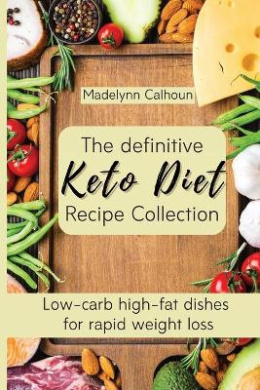 Madelynn Calhoun
The definitive
Keto Diet
Recipe Collection
Low-carb high-fat dishes
for rapid weight loss